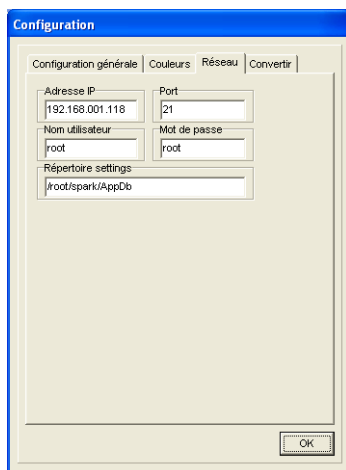 Configuration
Configuration générale Couleurs Réseau Convertir
Adresse IP Port
192.168.001.118 21
Nom utilisateur Mot de passe
root root
Répertoire settings
/root/spark/AppDb
OK